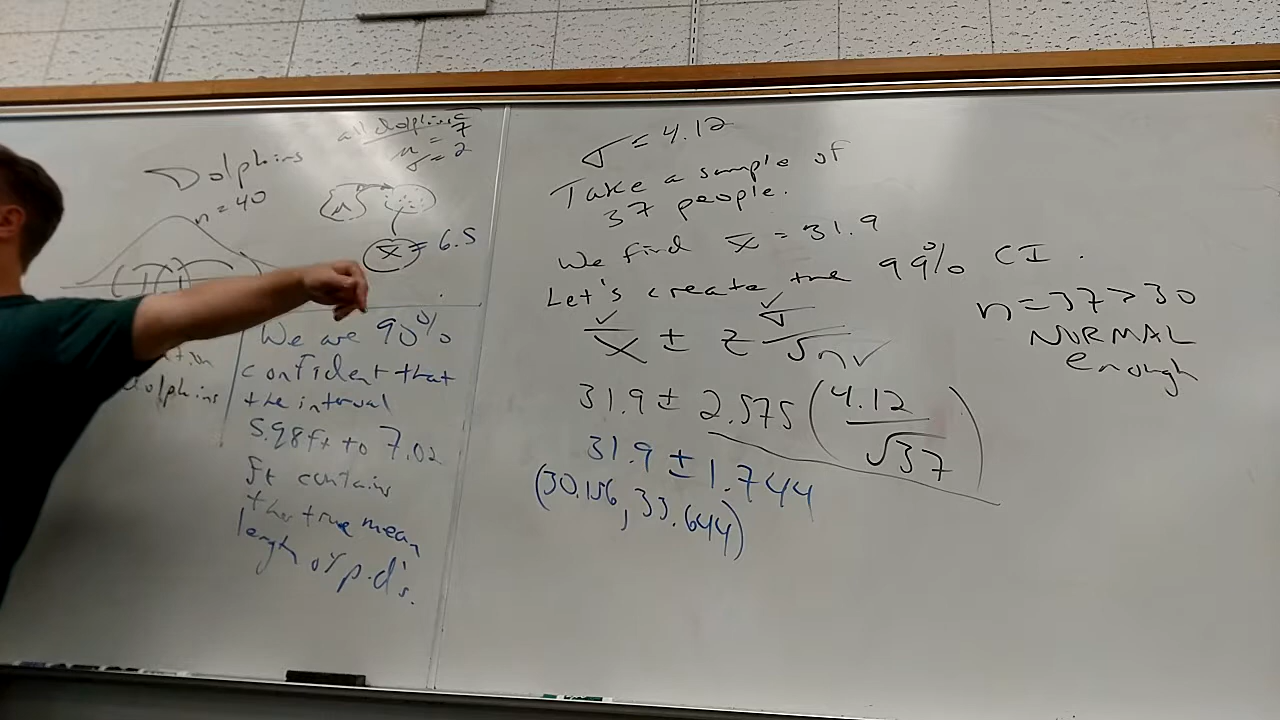 Dolphins
n = 40
all dolphins
μ = 7
σ = 2
μ
x̄ = 6.5
dolphins
We are 90%
confident that
the interval
5.98ft to 7.02
ft contains
the true mean
length of p.d's.
σ = 4.12
Take a sample of
37 people.
We find x̄ = 31.9
Let's create the 99% CI.
n = 37 > 30
NORMAL
enough
x̄ ± z σ/√n
31.9 ± 2.575 (4.12/√37)
31.9 ± 1.744
(30.156, 33.644)